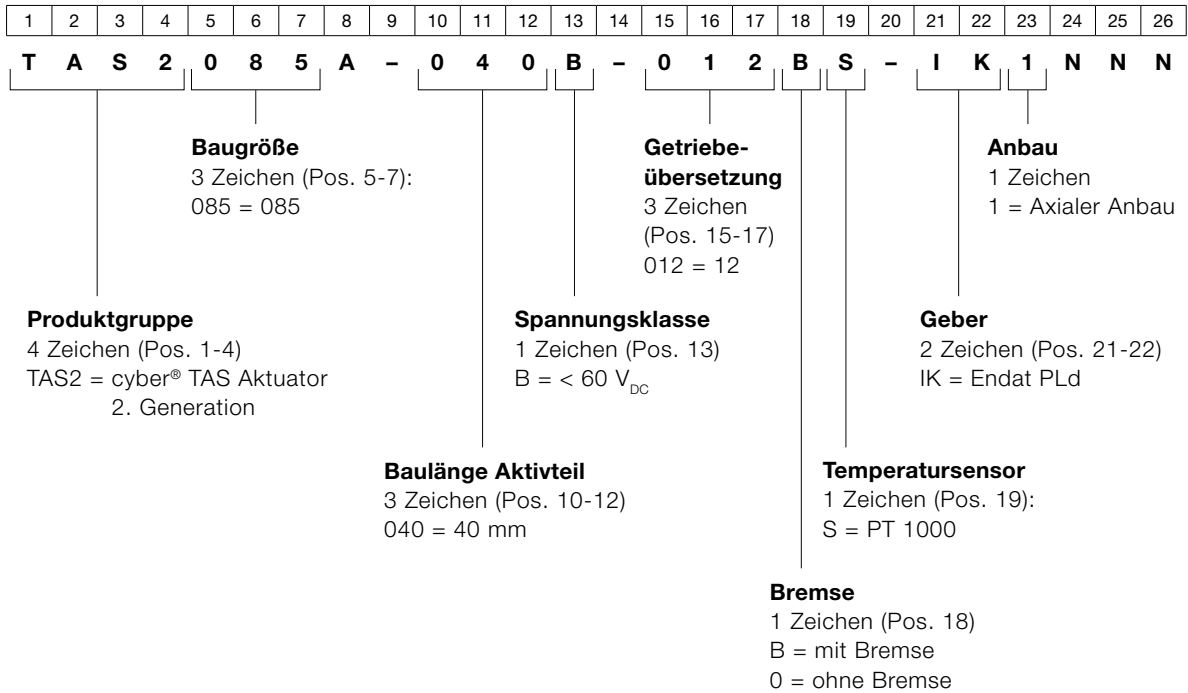 1 2 3 4 5 6 7 8 9 10 11 12 13 14 15 16 17 18 19 20 21 22 23 24 25 26
T A S 2 0 8 5 A – 0 4 0 B – 0 1 2 B S – I K 1 N N N
Baugröße
3 Zeichen (Pos. 5-7):
085 = 085
Getriebe-
übersetzung
3 Zeichen
(Pos. 15-17)
012 = 12
Anbau
1 Zeichen
1 = Axialer Anbau
Produktgruppe
4 Zeichen (Pos. 1-4)
TAS2 = cyber® TAS Aktuator
2. Generation
Spannungsklasse
1 Zeichen (Pos. 13)
B = < 60 V_DC
Geber
2 Zeichen (Pos. 21-22)
IK = Endat PLd
Baulänge Aktivteil
3 Zeichen (Pos. 10-12)
040 = 40 mm
Temperatursensor
1 Zeichen (Pos. 19):
S = PT 1000
Bremse
1 Zeichen (Pos. 18)
B = mit Bremse
0 = ohne Bremse